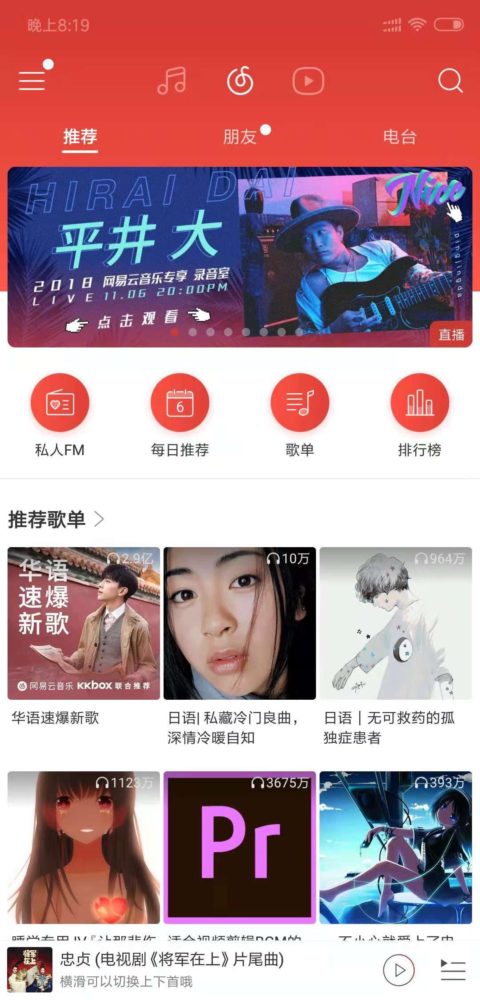 晚上8:19
推荐
朋友
电台
HIRAI DAI
Nice
平井 大
pingjingda
2018 网易云音乐专享 录音室
LIVE 11.06 20:00PM
点击观看
直播
6
私人FM
每日推荐
歌单
排行榜
推荐歌单
2.9亿
10万
964万
华语
速爆
新歌
网易云音乐 KKBOX 联合推荐
华语速爆新歌
日语| 私藏冷门良曲，
深情冷暖自知
日语｜无可救药的孤
独症患者
1123万
3675万
393万
Pr
将军
在上
忠贞 (电视剧《将军在上》片尾曲)
横滑可以切换上下首哦